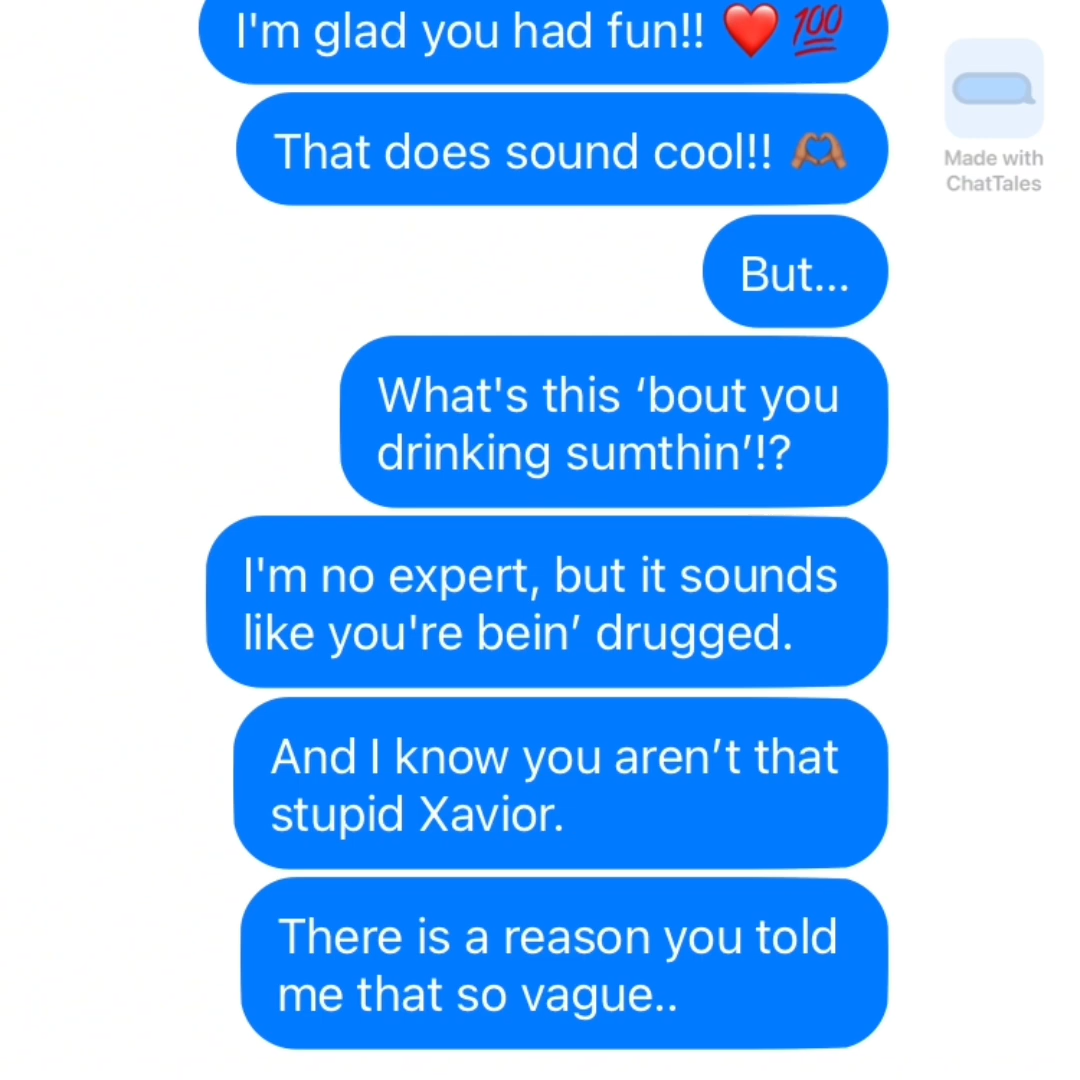 I'm glad you had fun!! ❤️ 💯
That does sound cool!! 🫶🏾
But...
What's this ‘bout you
drinking sumthin’!?
I'm no expert, but it sounds
like you're bein’ drugged.
And I know you aren’t that
stupid Xavior.
There is a reason you told
me that so vague..
Made with
ChatTales